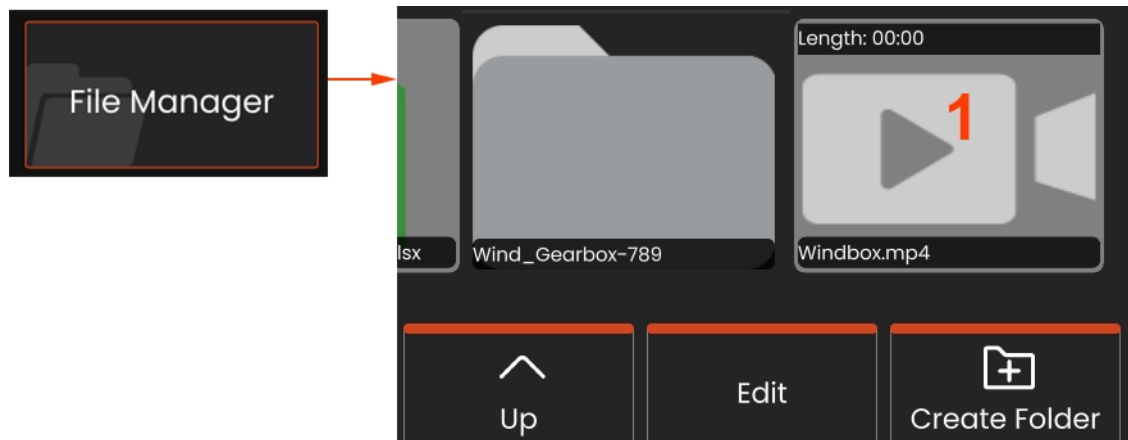 File Manager
Length: 00:00
1
lsx
Wind_Gearbox-789
Windbox.mp4
Up
Edit
Create Folder